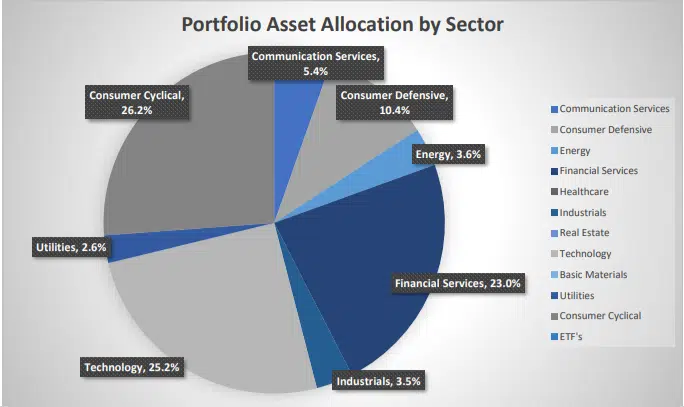 Portfolio Asset Allocation by Sector
Communication Services,
5.4%
Consumer Defensive,
10.4%
Energy, 3.6%
Financial Services, 23.0%
Industrials, 3.5%
Technology, 25.2%
Utilities, 2.6%
Consumer Cyclical,
26.2%
Communication Services
Consumer Defensive
Energy
Financial Services
Healthcare
Industrials
Real Estate
Technology
Basic Materials
Utilities
Consumer Cyclical
ETF's